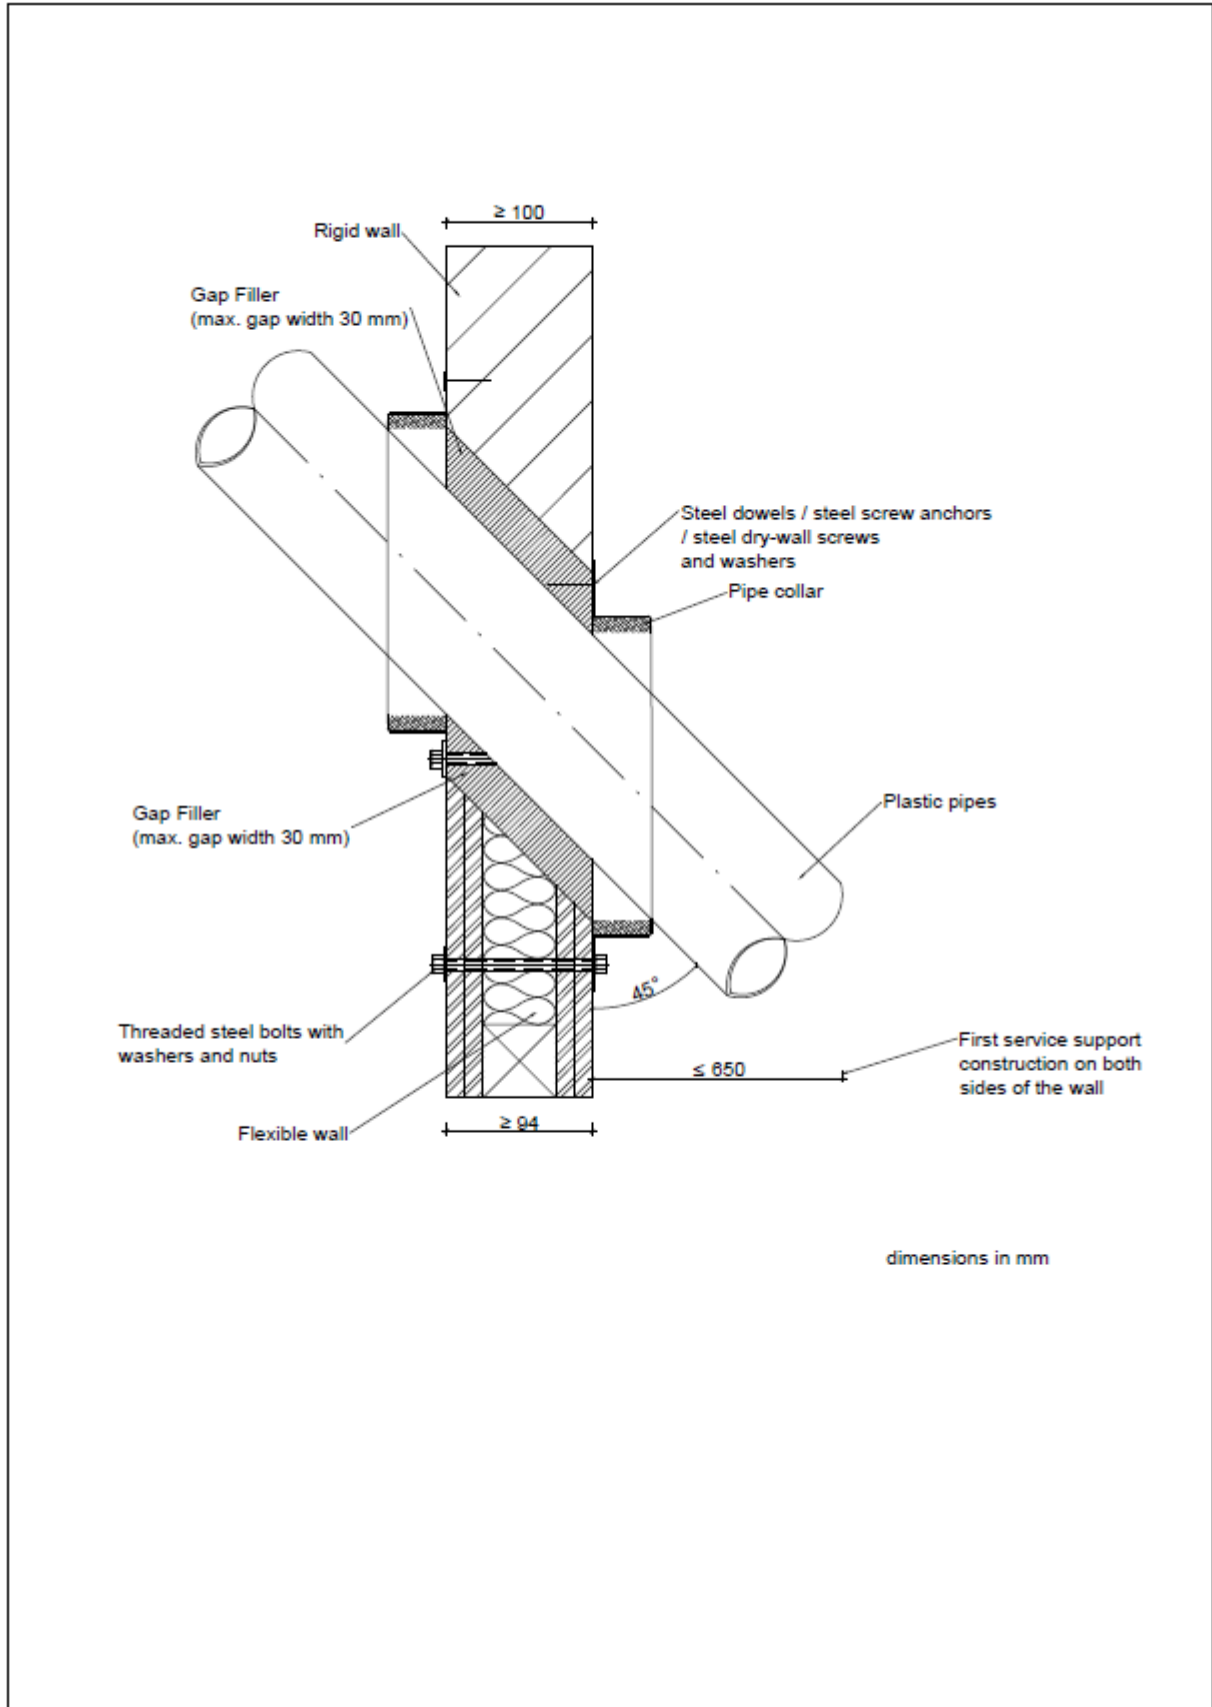 ≥ 100
Rigid wall
Gap Filler
(max. gap width 30 mm)
Steel dowels / steel screw anchors
/ steel dry-wall screws
and washers
Pipe collar
Plastic pipes
Gap Filler
(max. gap width 30 mm)
45°
Threaded steel bolts with
washers and nuts
First service support
construction on both
sides of the wall
≤ 650
≥ 94
Flexible wall
dimensions in mm